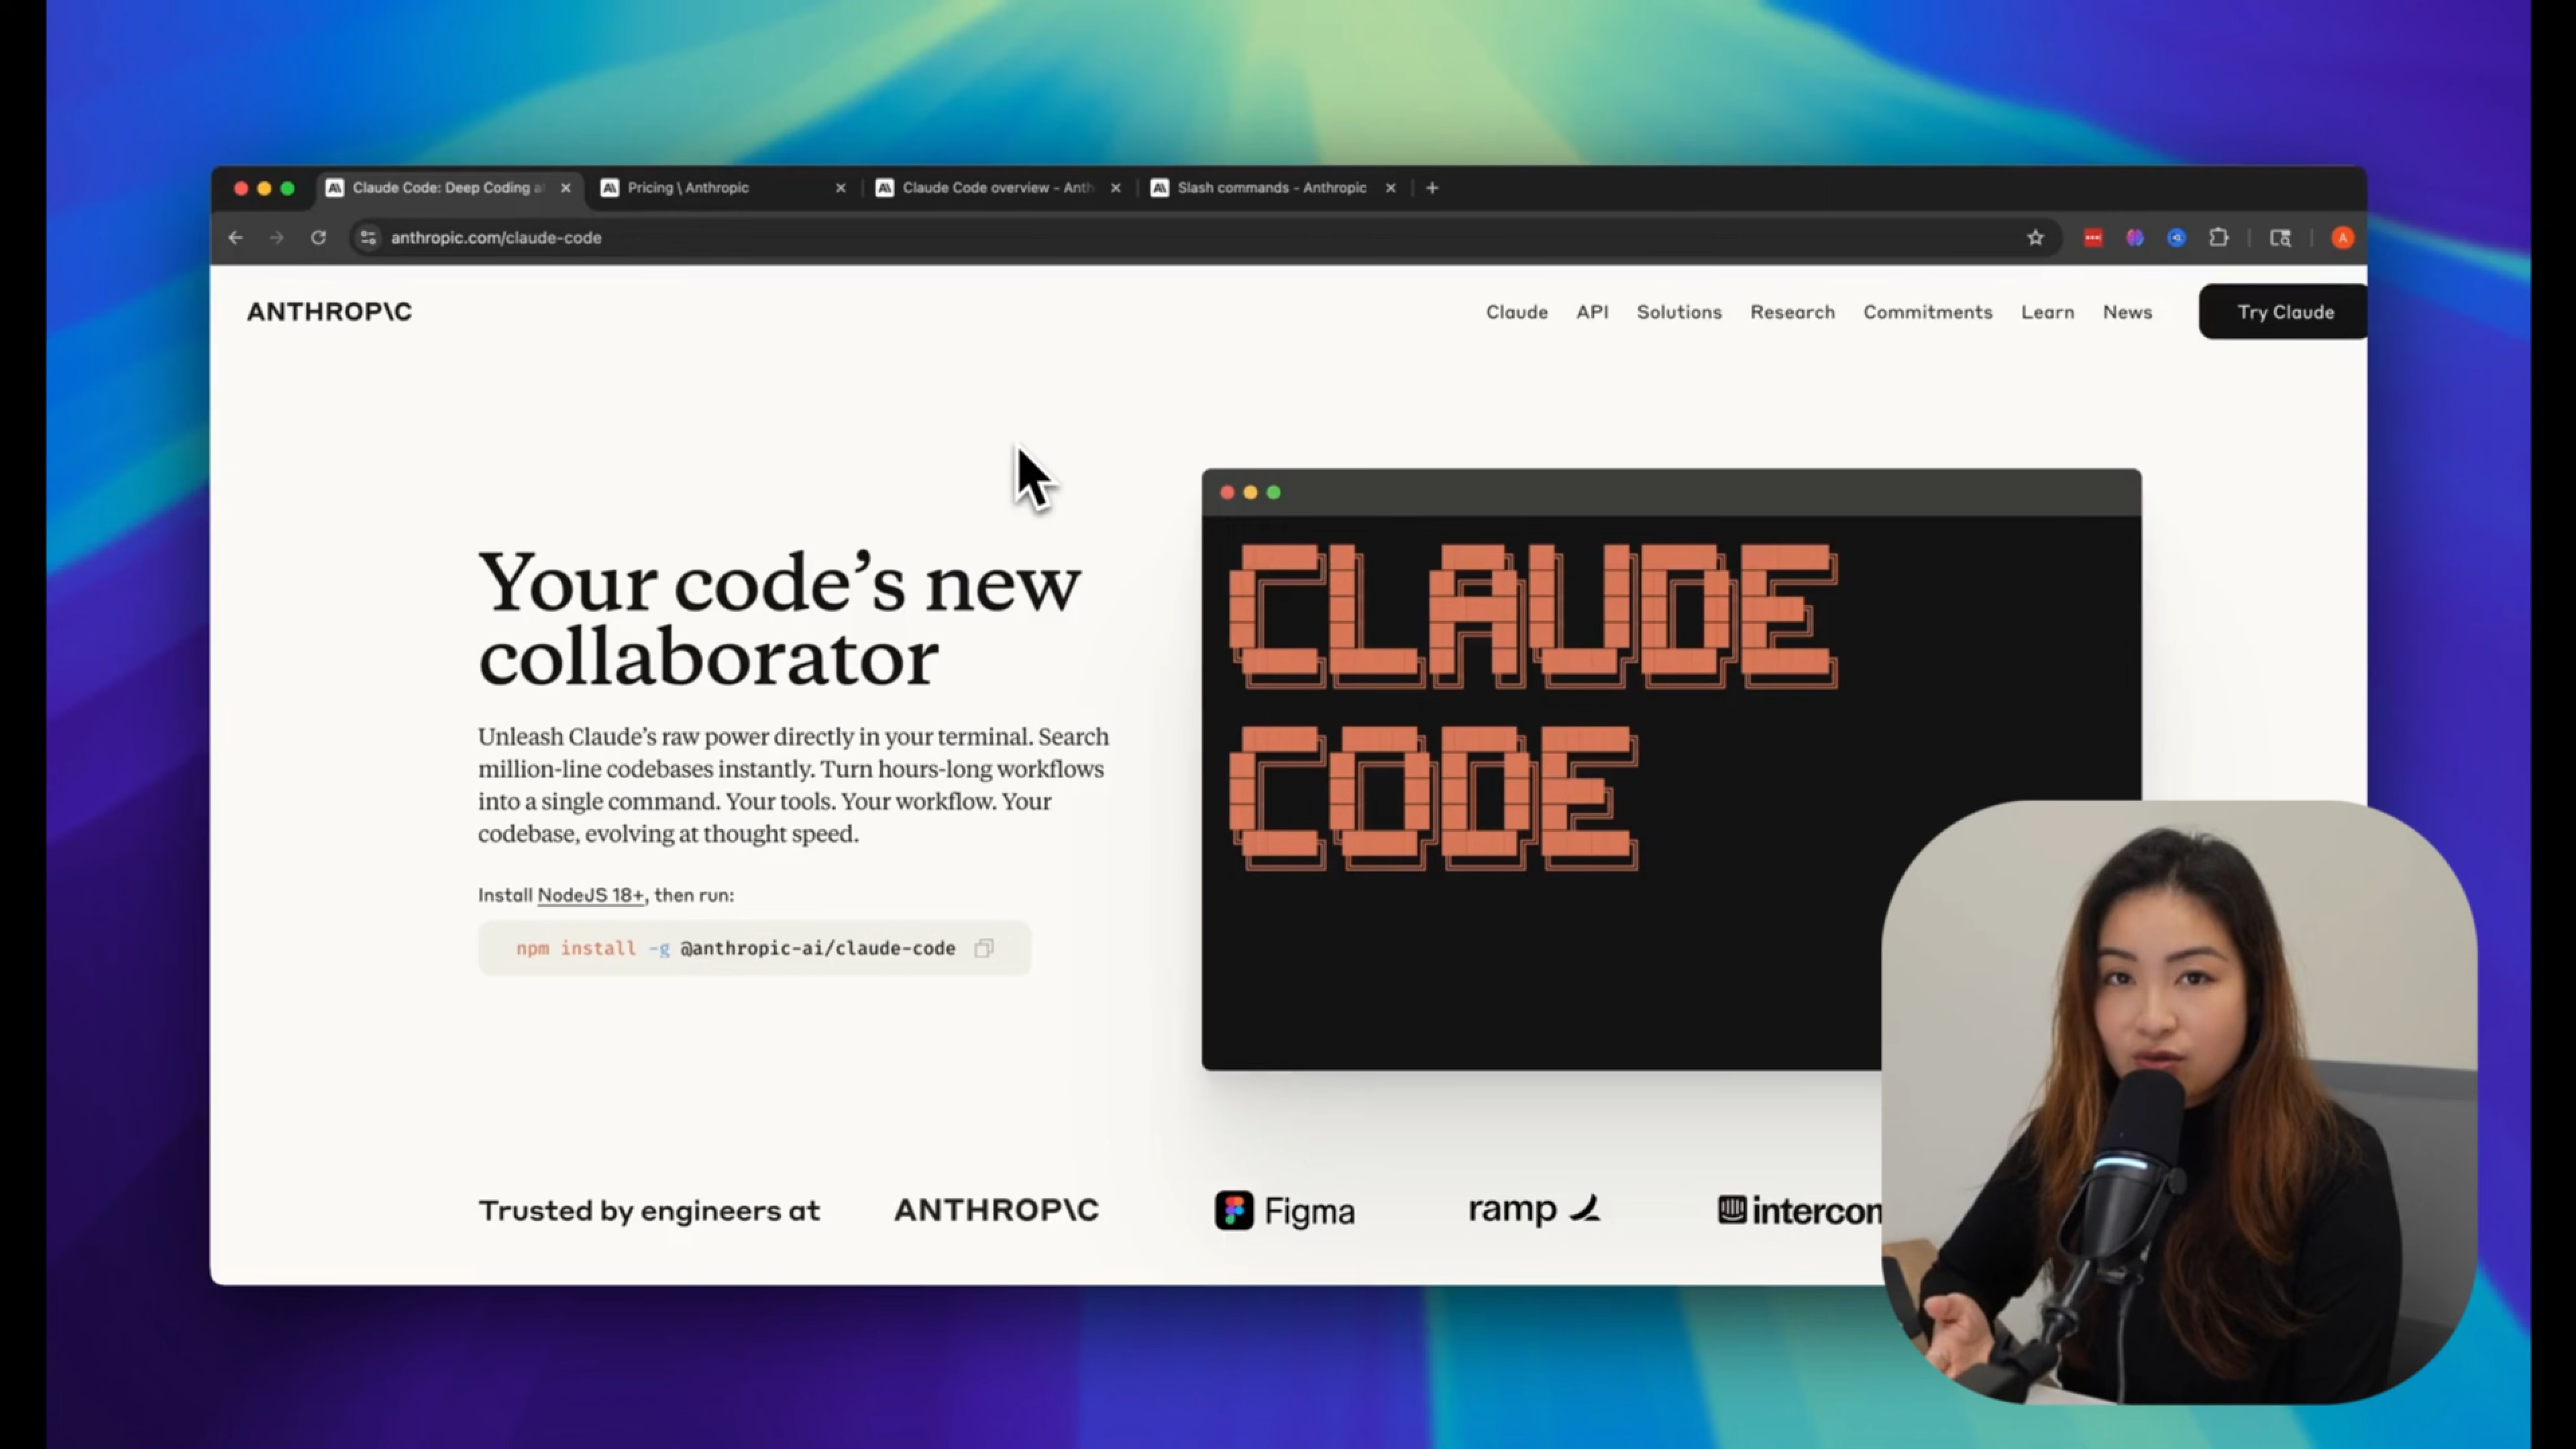 Claude Code: Deep Coding a
Pricing \ Anthropic
Claude Code overview - Anth
Slash commands - Anthropic
anthropic.com/claude-code
A
ANTHROP\C
Claude
API
Solutions
Research
Commitments
Learn
News
Try Claude
Your code’s new
collaborator
Unleash Claude’s raw power directly in your terminal. Search
million-line codebases instantly. Turn hours-long workflows
into a single command. Your tools. Your workflow. Your
codebase, evolving at thought speed.
Install NodeJS 18+, then run:
npm install -g @anthropic-ai/claude-code
CLAUDE
CODE
Trusted by engineers at
ANTHROP\C
Figma
ramp
intercom